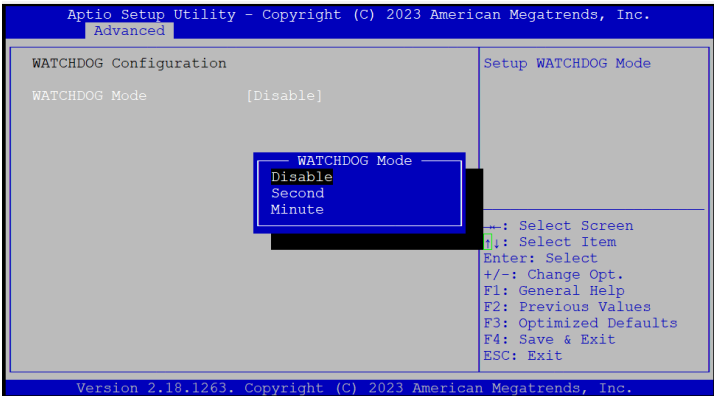 Aptio Setup Utility - Copyright (C) 2023 American Megatrends, Inc.
Advanced
WATCHDOG Configuration
WATCHDOG Mode [Disable]
Setup WATCHDOG Mode
WATCHDOG Mode
Disable
Second
Minute
→←: Select Screen
↑↓: Select Item
Enter: Select
+/-: Change Opt.
F1: General Help
F2: Previous Values
F3: Optimized Defaults
F4: Save & Exit
ESC: Exit
Version 2.18.1263. Copyright (C) 2023 American Megatrends, Inc.